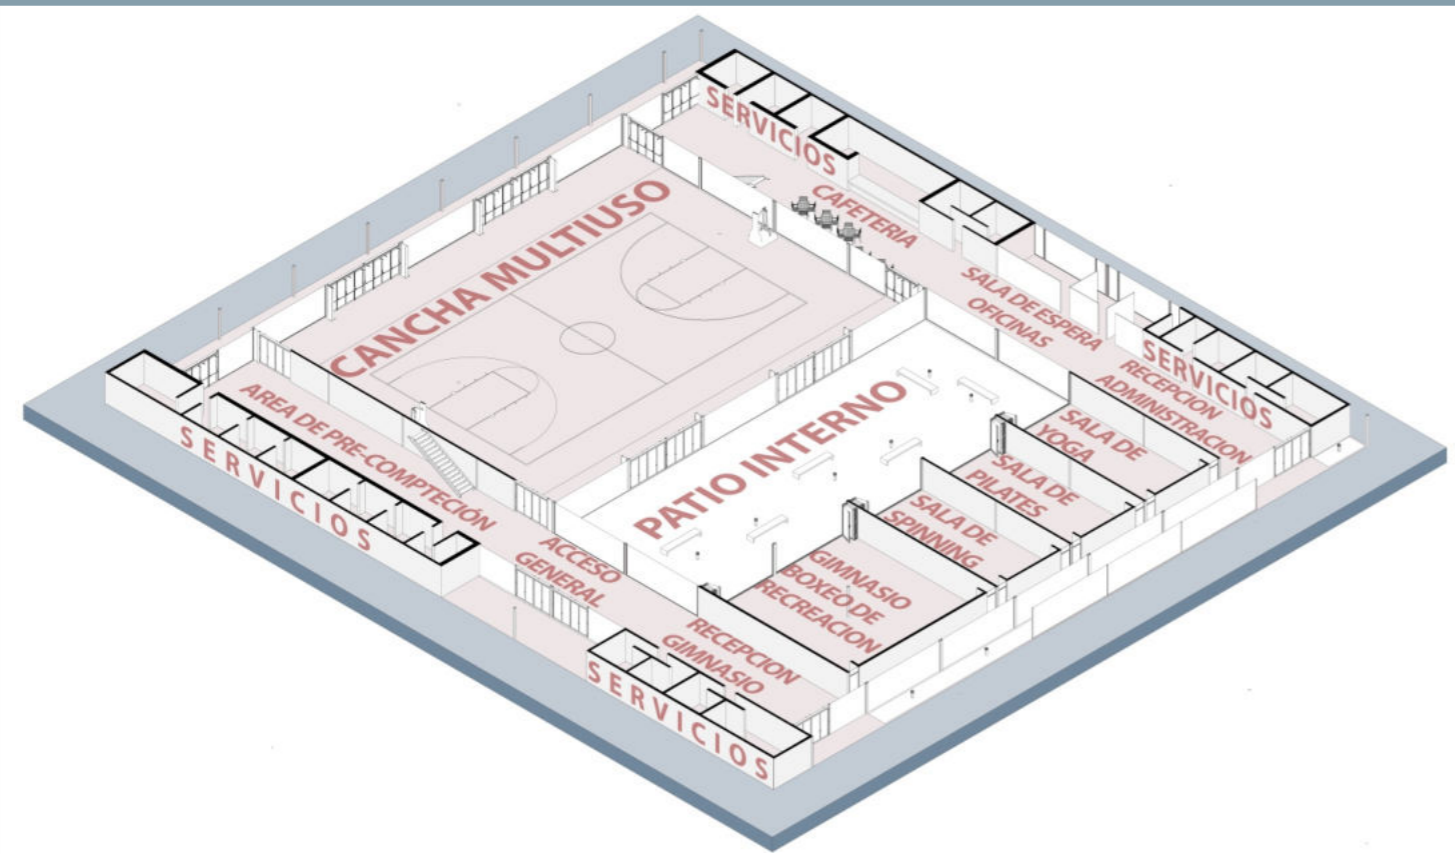 SERVICIOS
CAFETERIA
CANCHA MULTIUSO
SALA DE ESPERA
OFICINAS
SERVICIOS
RECEPCION
ADMINISTRACION
AREA DE PRE-COMPTECIÓN
SERVICIOS
PATIO INTERNO
SALA DE
YOGA
SALA DE
PILATES
SALA DE
SPINNING
GIMNASIO
BOXEO DE
RECREACION
ACCESO
GENERAL
RECEPCION
GIMNASIO
SERVICIOS